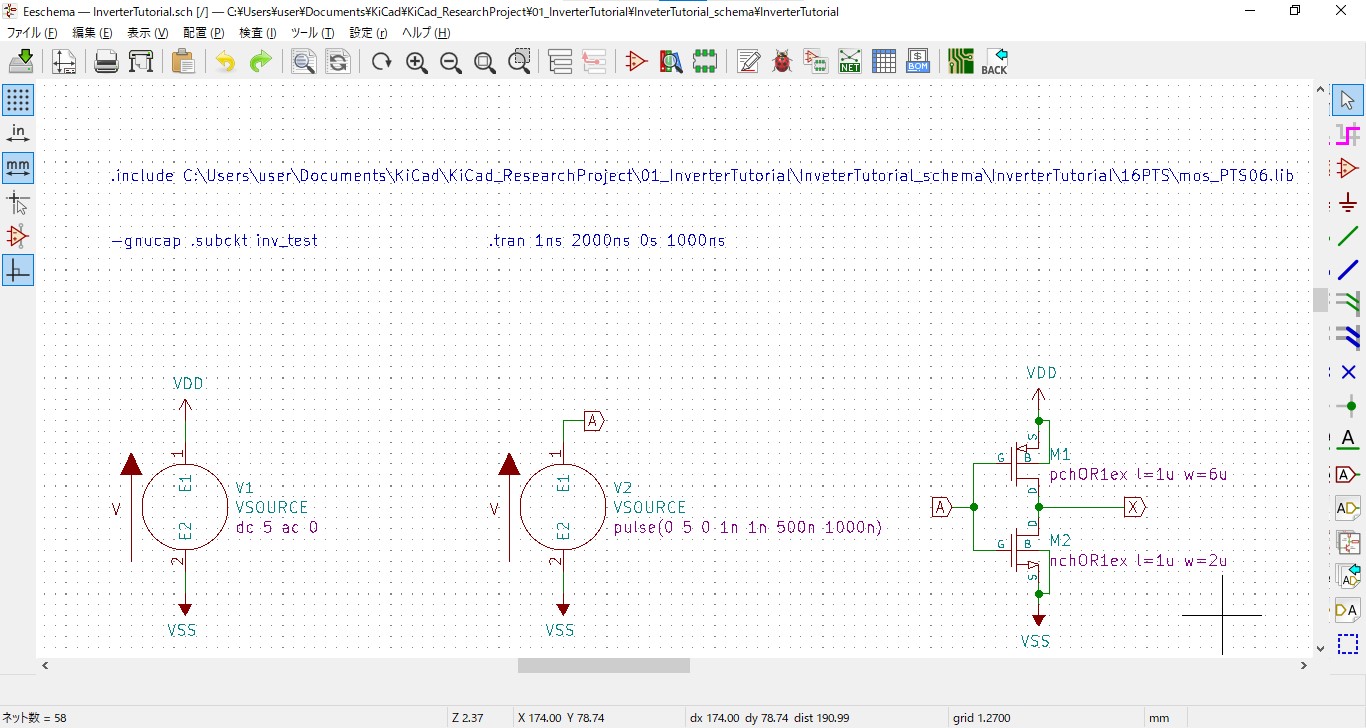 Eeschema — InverterTutorial.sch [/] — C:¥Users¥user¥Documents¥KiCad¥KiCad_ResearchProject¥01_InverterTutorial¥InveterTutorial_schema¥InverterTutorial
ファイル (F) 編集 (E) 表示 (V) 配置 (P) 検査 (I) ツール (T) 設定 (r) ヘルプ (H)
NET
BOM
BACK
in
mm
.include C:\Users\user\Documents\KiCad\KiCad_ResearchProject\01_InverterTutorial\InveterTutorial_schema\InverterTutorial\16PTS\mos_PTS06.lib
-gnucap .subckt inv_test
.tran 1ns 2000ns 0s 1000ns
VDD
1
E1
V
E2
2
V1
VSOURCE
dc 5 ac 0
VSS
A
1
E1
V
E2
2
V2
VSOURCE
pulse(0 5 0 1n 1n 500n 1000n)
VSS
VDD
S
G
B
D
M1
pchOR1ex l=1u w=6u
A
X
D
G
B
S
M2
nchOR1ex l=1u w=2u
VSS
A
A
AD
AD
DA
ネット数 = 58
Z 2.37
X 174.00 Y 78.74
dx 174.00 dy 78.74 dist 190.99
grid 1.2700
mm